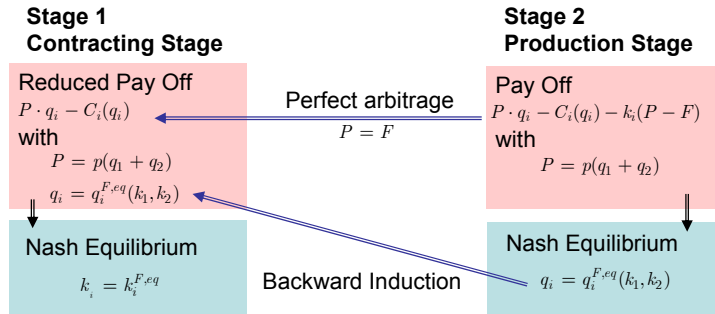 Stage 1
Contracting Stage
Reduced Pay Off
P · q_i − C_i(q_i)
with
P = p(q_1 + q_2)
q_i = q_i^{F,eq}(k_1, k_2)
Nash Equilibrium
k_i = k_i^{F,eq}
Perfect arbitrage
P = F
Backward Induction
Stage 2
Production Stage
Pay Off
P · q_i − C_i(q_i) − k_i(P − F)
with
P = p(q_1 + q_2)
Nash Equilibrium
q_i = q_i^{F,eq}(k_1, k_2)